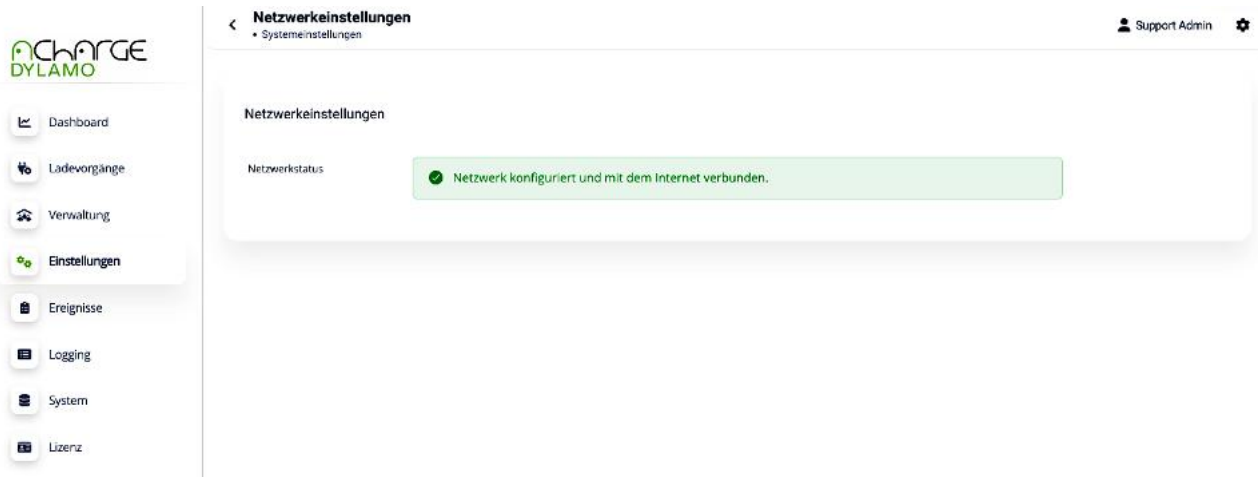 ACHARGE
DYLAMO
Dashboard
Ladevorgänge
Verwaltung
Einstellungen
Ereignisse
Logging
System
Lizenz
Netzwerkeinstellungen
• Systemeinstellungen
Support Admin
Netzwerkeinstellungen
Netzwerkstatus
Netzwerk konfiguriert und mit dem Internet verbunden.